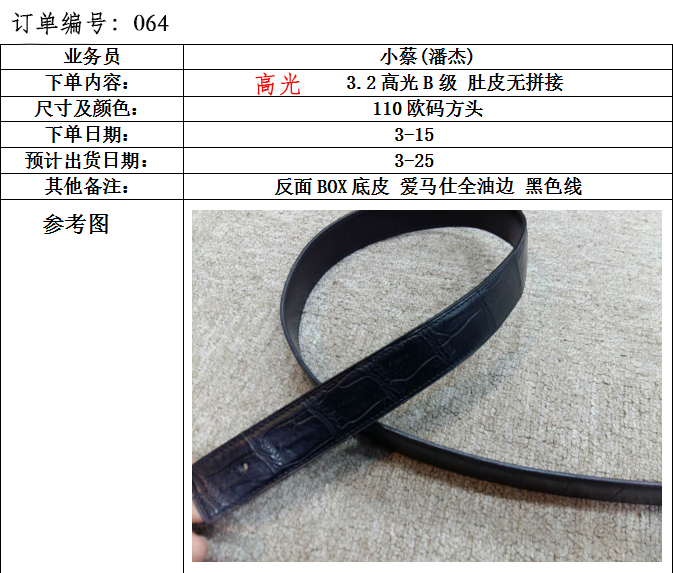 订单编号：064
业务员 小蔡(潘杰)
下单内容： 高光 3.2高光B级 肚皮无拼接
尺寸及颜色： 110欧码方头
下单日期： 3-15
预计出货日期： 3-25
其他备注： 反面BOX底皮 爱马仕全油边 黑色线
参考图